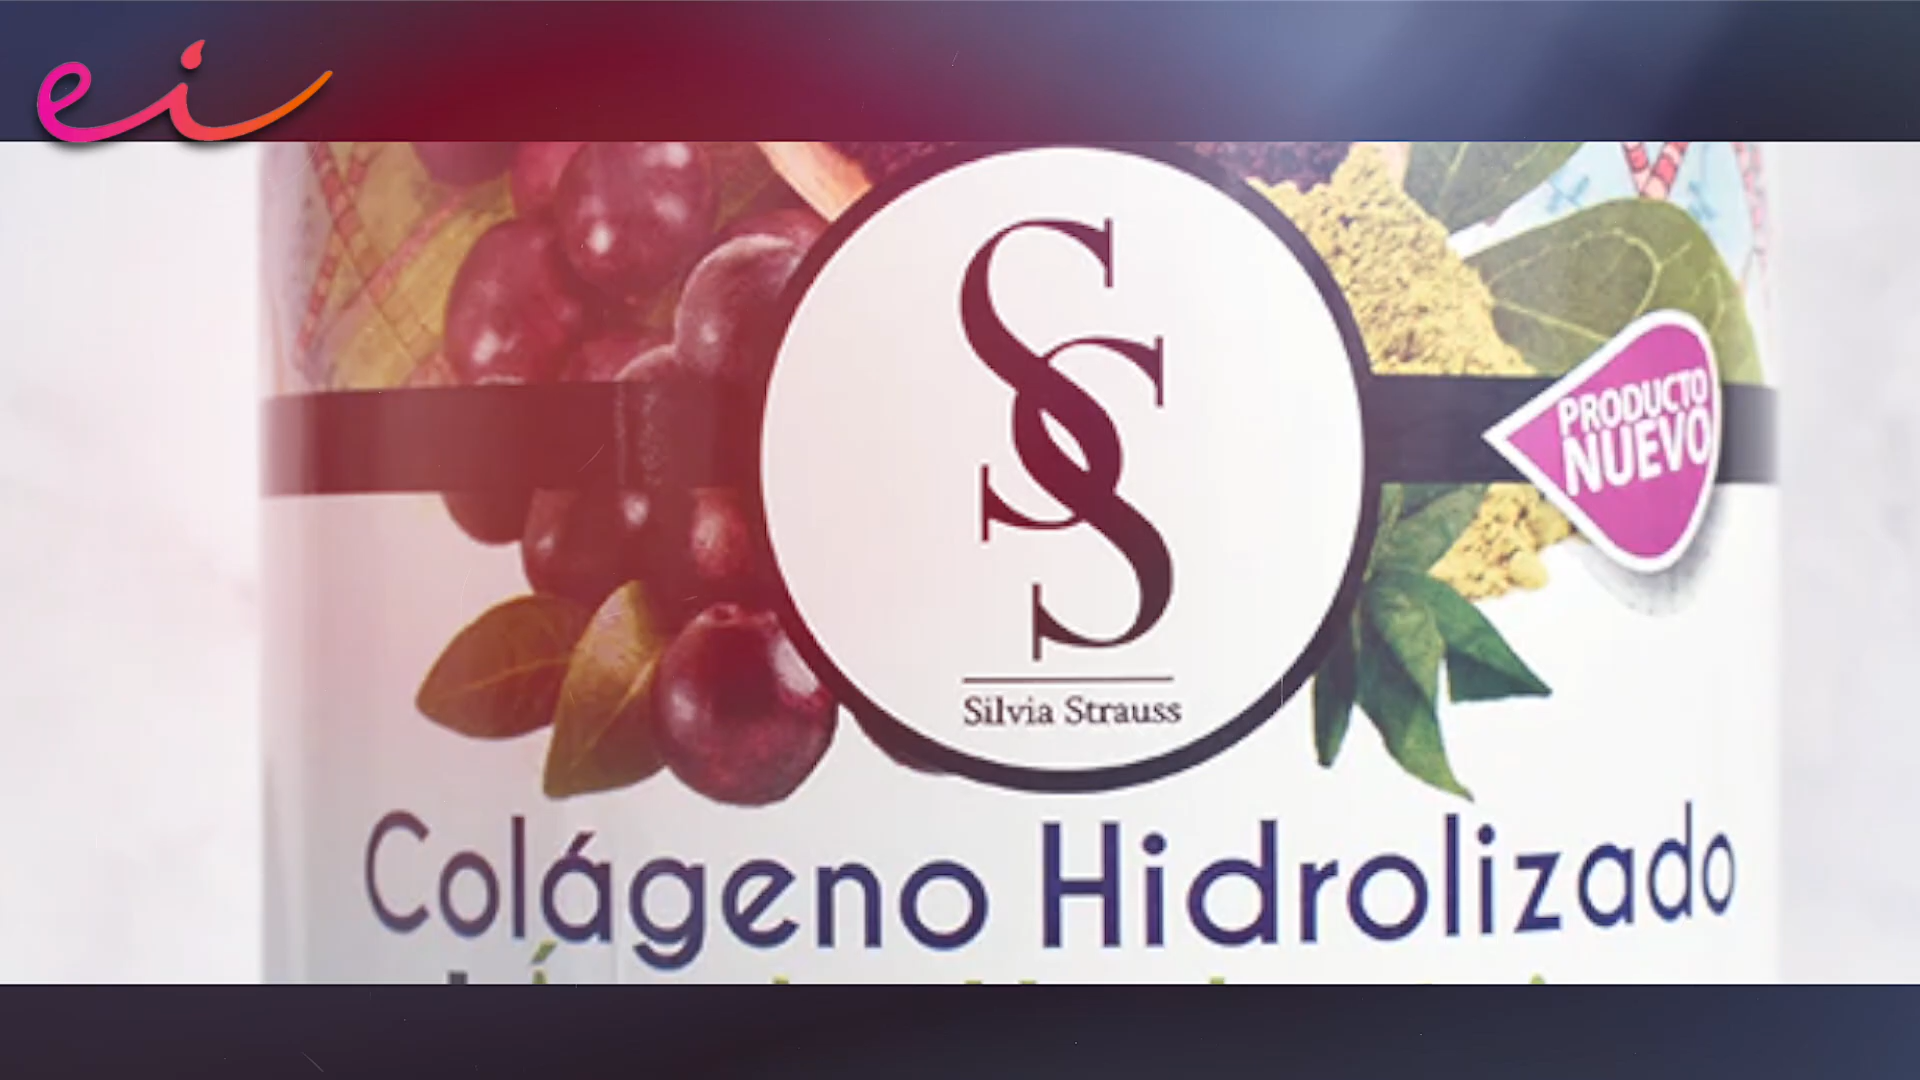 ei
SS
Silvia Strauss
PRODUCTO
NUEVO
Colágeno Hidrolizado